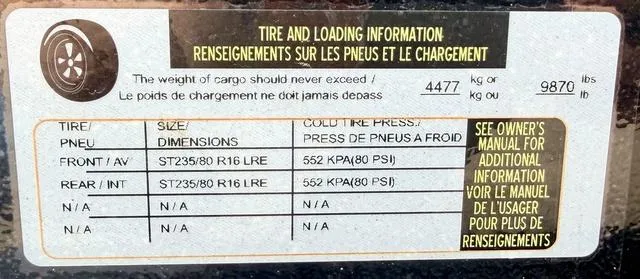 TIRE AND LOADING INFORMATION
RENSEIGNEMENTS SUR LES PNEUS ET LE CHARGEMENT
The weight of cargo should never exceed / 4477 kg or 9870 lbs
Le poids de chargement ne doit jamais depass kg ou lb
TIRE/ SIZE/ COLD TIRE PRESS./
PNEU DIMENSIONS PRESS DE PNEUS A FROID
FRONT / AV ST235/80 R16 LRE 552 KPA(80 PSI)
REAR / INT ST235/80 R16 LRE 552 KPA(80 PSI)
N / A N / A N / A
N / A N / A N / A
SEE OWNER'S
MANUAL FOR
ADDITIONAL
INFORMATION
VOIR LE MANUEL
DE L'USAGER
POUR PLUS DE
RENSEIGNEMENTS